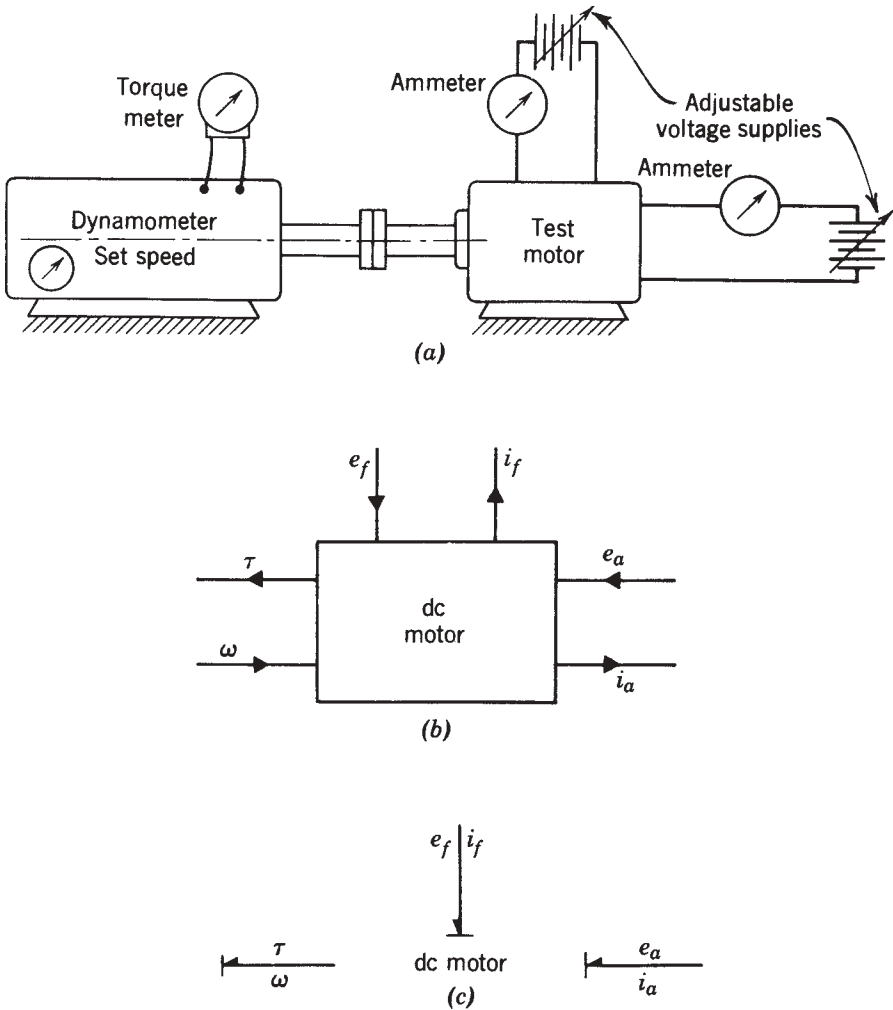 Torque
meter
Ammeter
Adjustable
voltage supplies
Ammeter
Dynamometer
Set speed
Test
motor
(a)
e_f
i_f
τ
e_a
dc
motor
ω
i_a
(b)
e_f i_f
τ
ω
dc motor
e_a
i_a
(c)